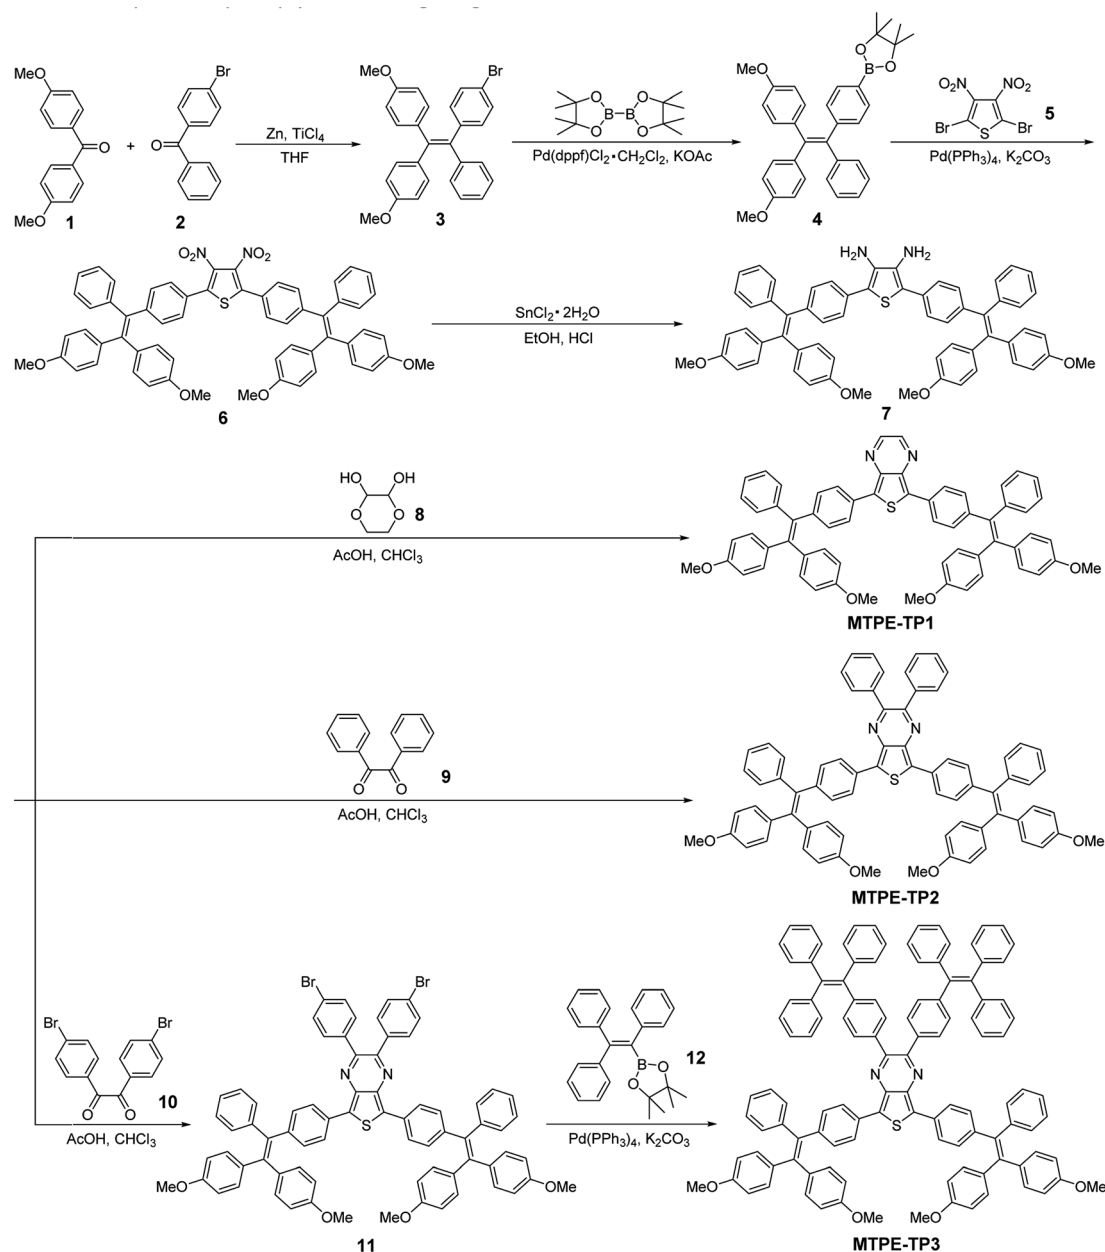 MeO
Br
O
O
+
MeO
1
2
Zn, TiCl4
THF
MeO
Br
MeO
3
O
O
B—B
O
O
Pd(dppf)Cl2•CH2Cl2, KOAc
MeO
O
B
O
MeO
4
O2N
NO2
Br
S
Br
5
Pd(PPh3)4, K2CO3
O2N
NO2
S
MeO
OMe
OMe
MeO
6
SnCl2• 2H2O
EtOH, HCl
H2N
NH2
S
MeO
OMe
OMe
MeO
7
HO
OH
O
O
8
AcOH, CHCl3
N
N
S
MeO
OMe
OMe
MeO
MTPE-TP1
O
O
9
AcOH, CHCl3
N
N
S
MeO
OMe
OMe
MeO
MTPE-TP2
Br
Br
O
O
10
AcOH, CHCl3
Br
Br
N
N
S
MeO
OMe
OMe
MeO
11
B
O
O
12
Pd(PPh3)4, K2CO3
N
N
S
MeO
OMe
OMe
MeO
MTPE-TP3